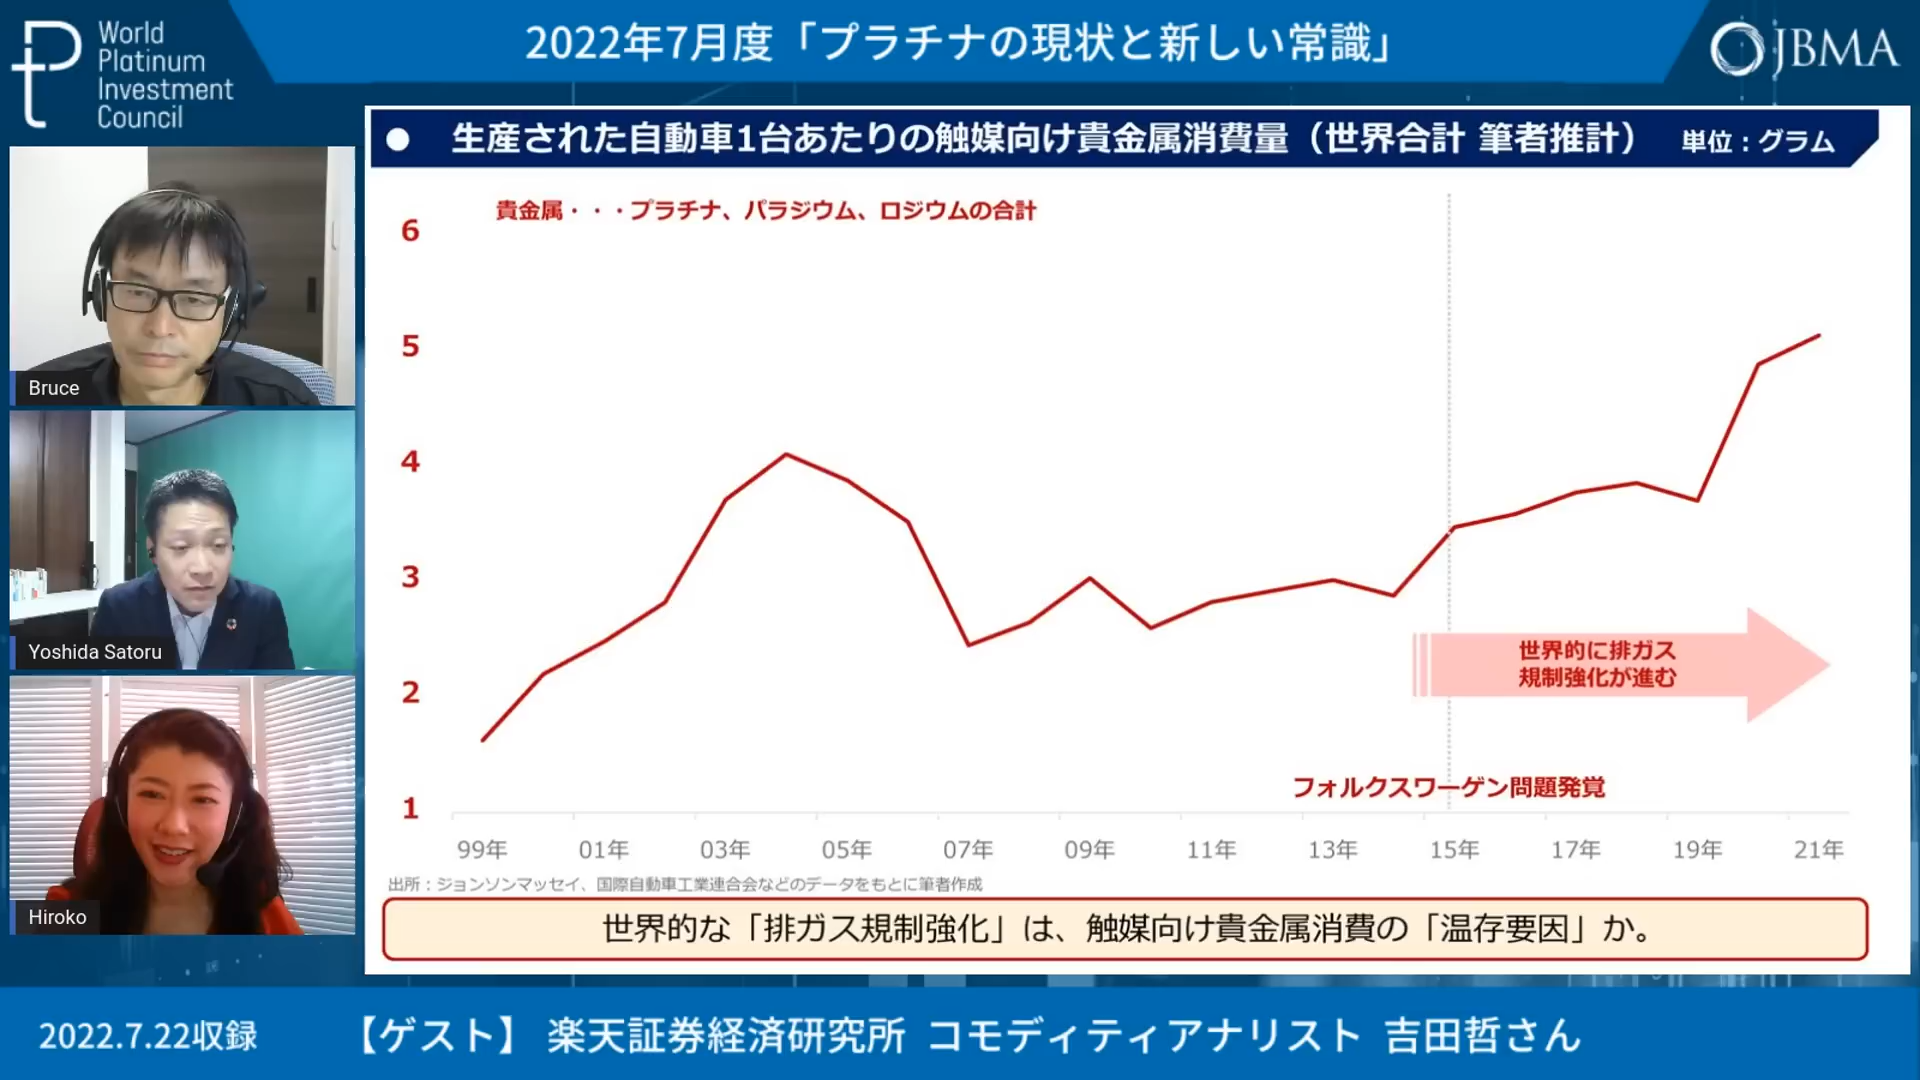 World
Platinum
Investment
Council
2022年7月度「プラチナの現状と新しい常識」
JBMA
生産された自動車1台あたりの触媒向け貴金属消費量（世界合計 筆者推計） 単位：グラム
貴金属・・・プラチナ、パラジウム、ロジウムの合計
6
5
4
3
2
1
世界的に排ガス
規制強化が進む
フォルクスワーゲン問題発覚
99年 01年 03年 05年 07年 09年 11年 13年 15年 17年 19年 21年
出所：ジョンソンマッセイ、国際自動車工業連合会などのデータをもとに筆者作成
世界的な「排ガス規制強化」は、触媒向け貴金属消費の「温存要因」か。
Bruce
Yoshida Satoru
Hiroko
2022.7.22収録 【ゲスト】 楽天証券経済研究所 コモディティアナリスト 吉田哲さん